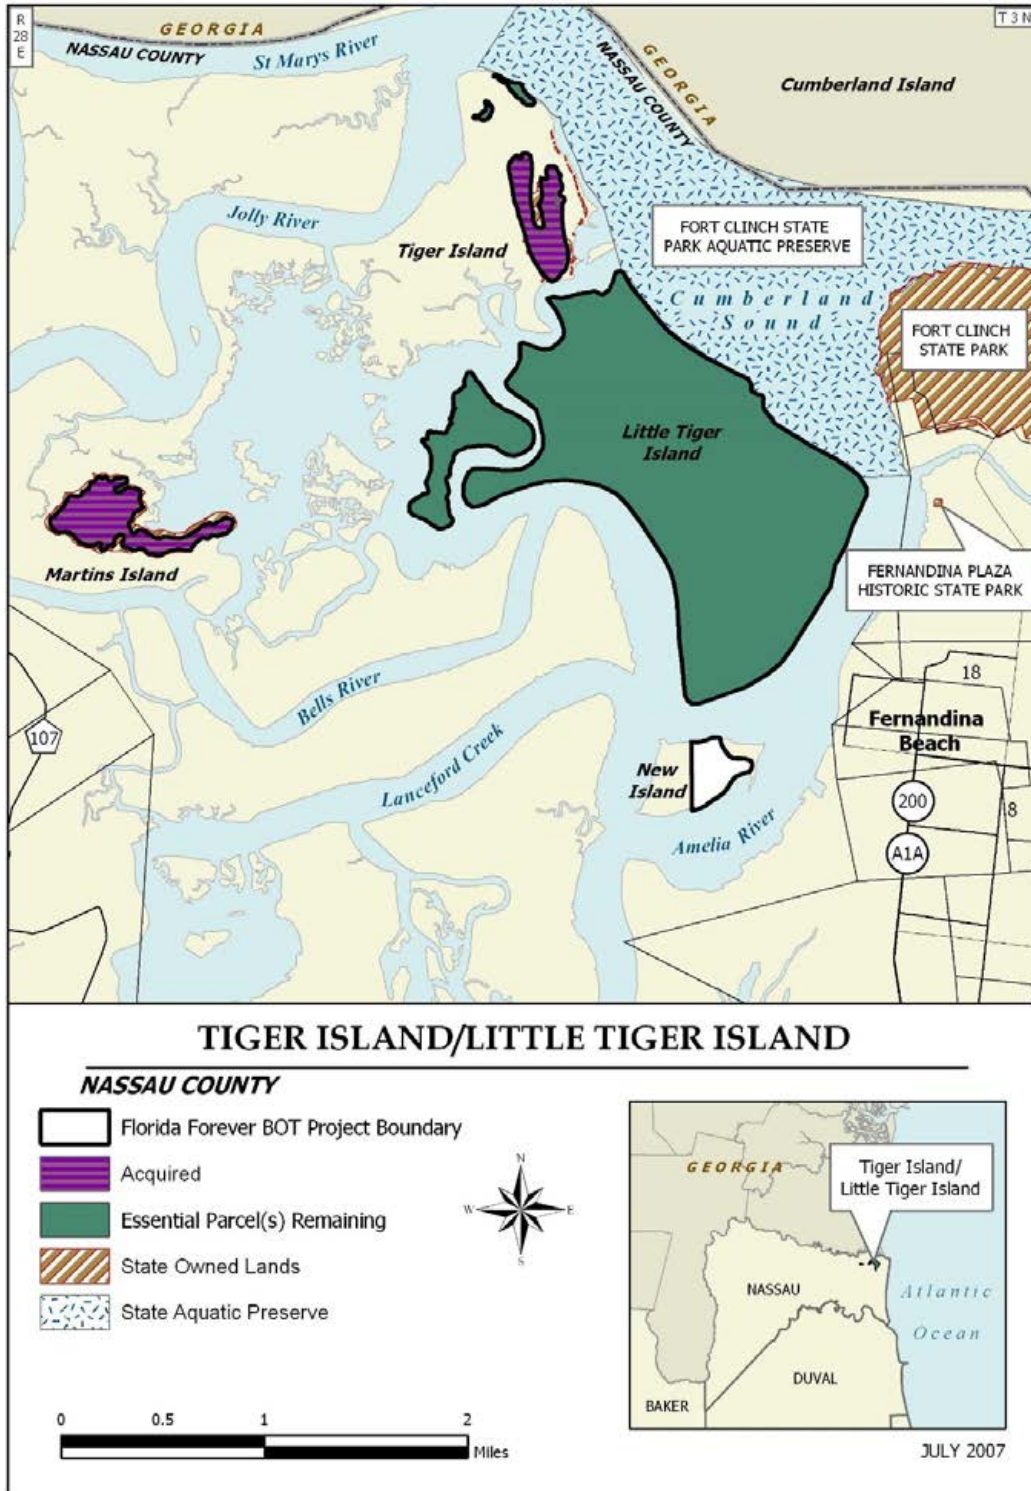 R
28
E
GEORGIA
NASSAU COUNTY
St Marys River
T 3 N
GEORGIA
NASSAU COUNTY
Cumberland Island
Jolly River
Tiger Island
FORT CLINCH STATE
PARK AQUATIC PRESERVE
Cumberland
Sound
FORT CLINCH
STATE PARK
Little Tiger
Island
Martins Island
FERNANDINA PLAZA
HISTORIC STATE PARK
Bells River
18
107
Lanceford Creek
Fernandina
Beach
New
Island
200
8
Amelia River
A1A
TIGER ISLAND/LITTLE TIGER ISLAND
NASSAU COUNTY
Florida Forever BOT Project Boundary
Acquired
Essential Parcel(s) Remaining
State Owned Lands
State Aquatic Preserve
N
W
E
S
0
0.5
1
2
Miles
GEORGIA
Tiger Island/
Little Tiger Island
NASSAU
Atlantic
Ocean
DUVAL
BAKER
JULY 2007